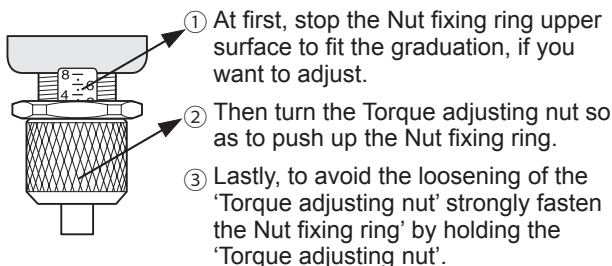 ① At first, stop the Nut fixing ring upper
surface to fit the graduation, if you
want to adjust.
② Then turn the Torque adjusting nut so
as to push up the Nut fixing ring.
③ Lastly, to avoid the loosening of the
‘Torque adjusting nut’ strongly fasten
the Nut fixing ring’ by holding the
‘Torque adjusting nut’.
8
6
4